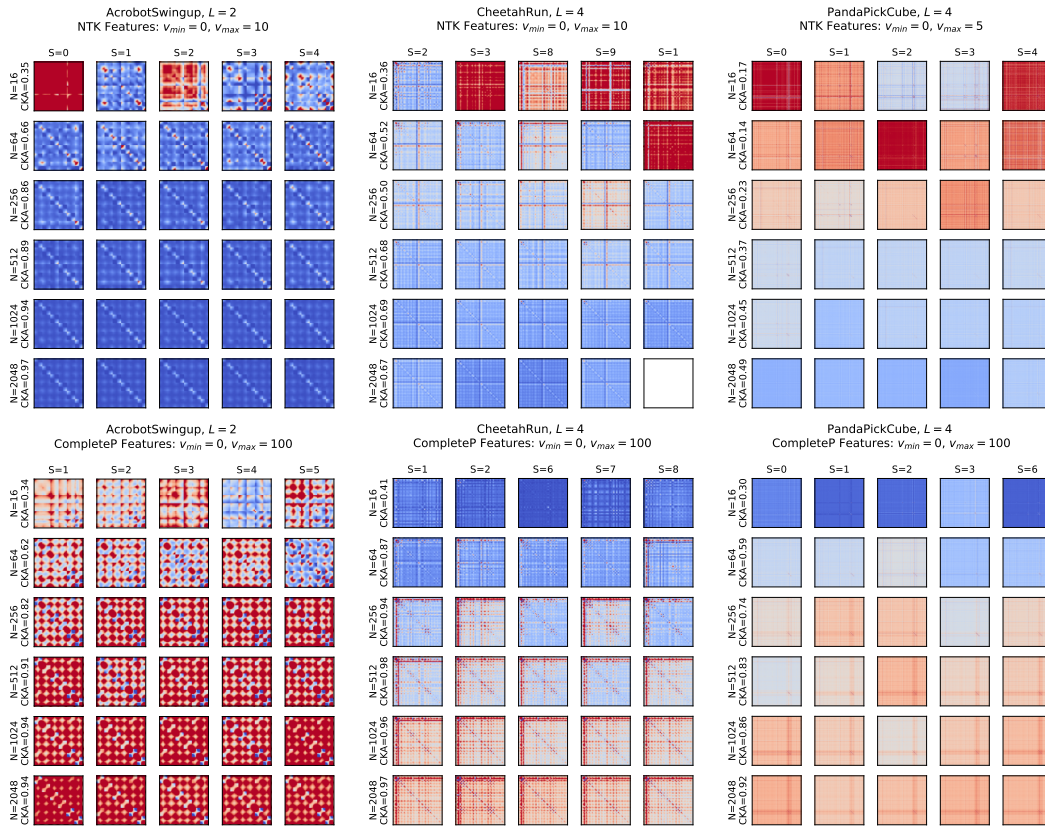 AcrobotSwingup, L = 2
NTK Features: v_min = 0, v_max = 10
S=0 S=1 S=2 S=3 S=4
N=16
CKA=0.35
N=64
CKA=0.66
N=256
CKA=0.86
N=512
CKA=0.89
N=1024
CKA=0.94
N=2048
CKA=0.97
CheetahRun, L = 4
NTK Features: v_min = 0, v_max = 10
S=2 S=3 S=8 S=9 S=1
N=16
CKA=0.36
N=64
CKA=0.52
N=256
CKA=0.50
N=512
CKA=0.68
N=1024
CKA=0.69
N=2048
CKA=0.67
PandaPickCube, L = 4
NTK Features: v_min = 0, v_max = 5
S=0 S=1 S=2 S=3 S=4
N=16
CKA=0.17
N=64
CKA=0.14
N=256
CKA=0.23
N=512
CKA=0.37
N=1024
CKA=0.45
N=2048
CKA=0.49
AcrobotSwingup, L = 2
CompleteP Features: v_min = 0, v_max = 100
S=1 S=2 S=3 S=4 S=5
N=16
CKA=0.34
N=64
CKA=0.62
N=256
CKA=0.82
N=512
CKA=0.91
N=1024
CKA=0.94
N=2048
CKA=0.94
CheetahRun, L = 4
CompleteP Features: v_min = 0, v_max = 100
S=1 S=2 S=6 S=7 S=8
N=16
CKA=0.41
N=64
CKA=0.87
N=256
CKA=0.94
N=512
CKA=0.98
N=1024
CKA=0.96
N=2048
CKA=0.97
PandaPickCube, L = 4
CompleteP Features: v_min = 0, v_max = 100
S=0 S=1 S=2 S=3 S=6
N=16
CKA=0.30
N=64
CKA=0.59
N=256
CKA=0.74
N=512
CKA=0.83
N=1024
CKA=0.86
N=2048
CKA=0.92